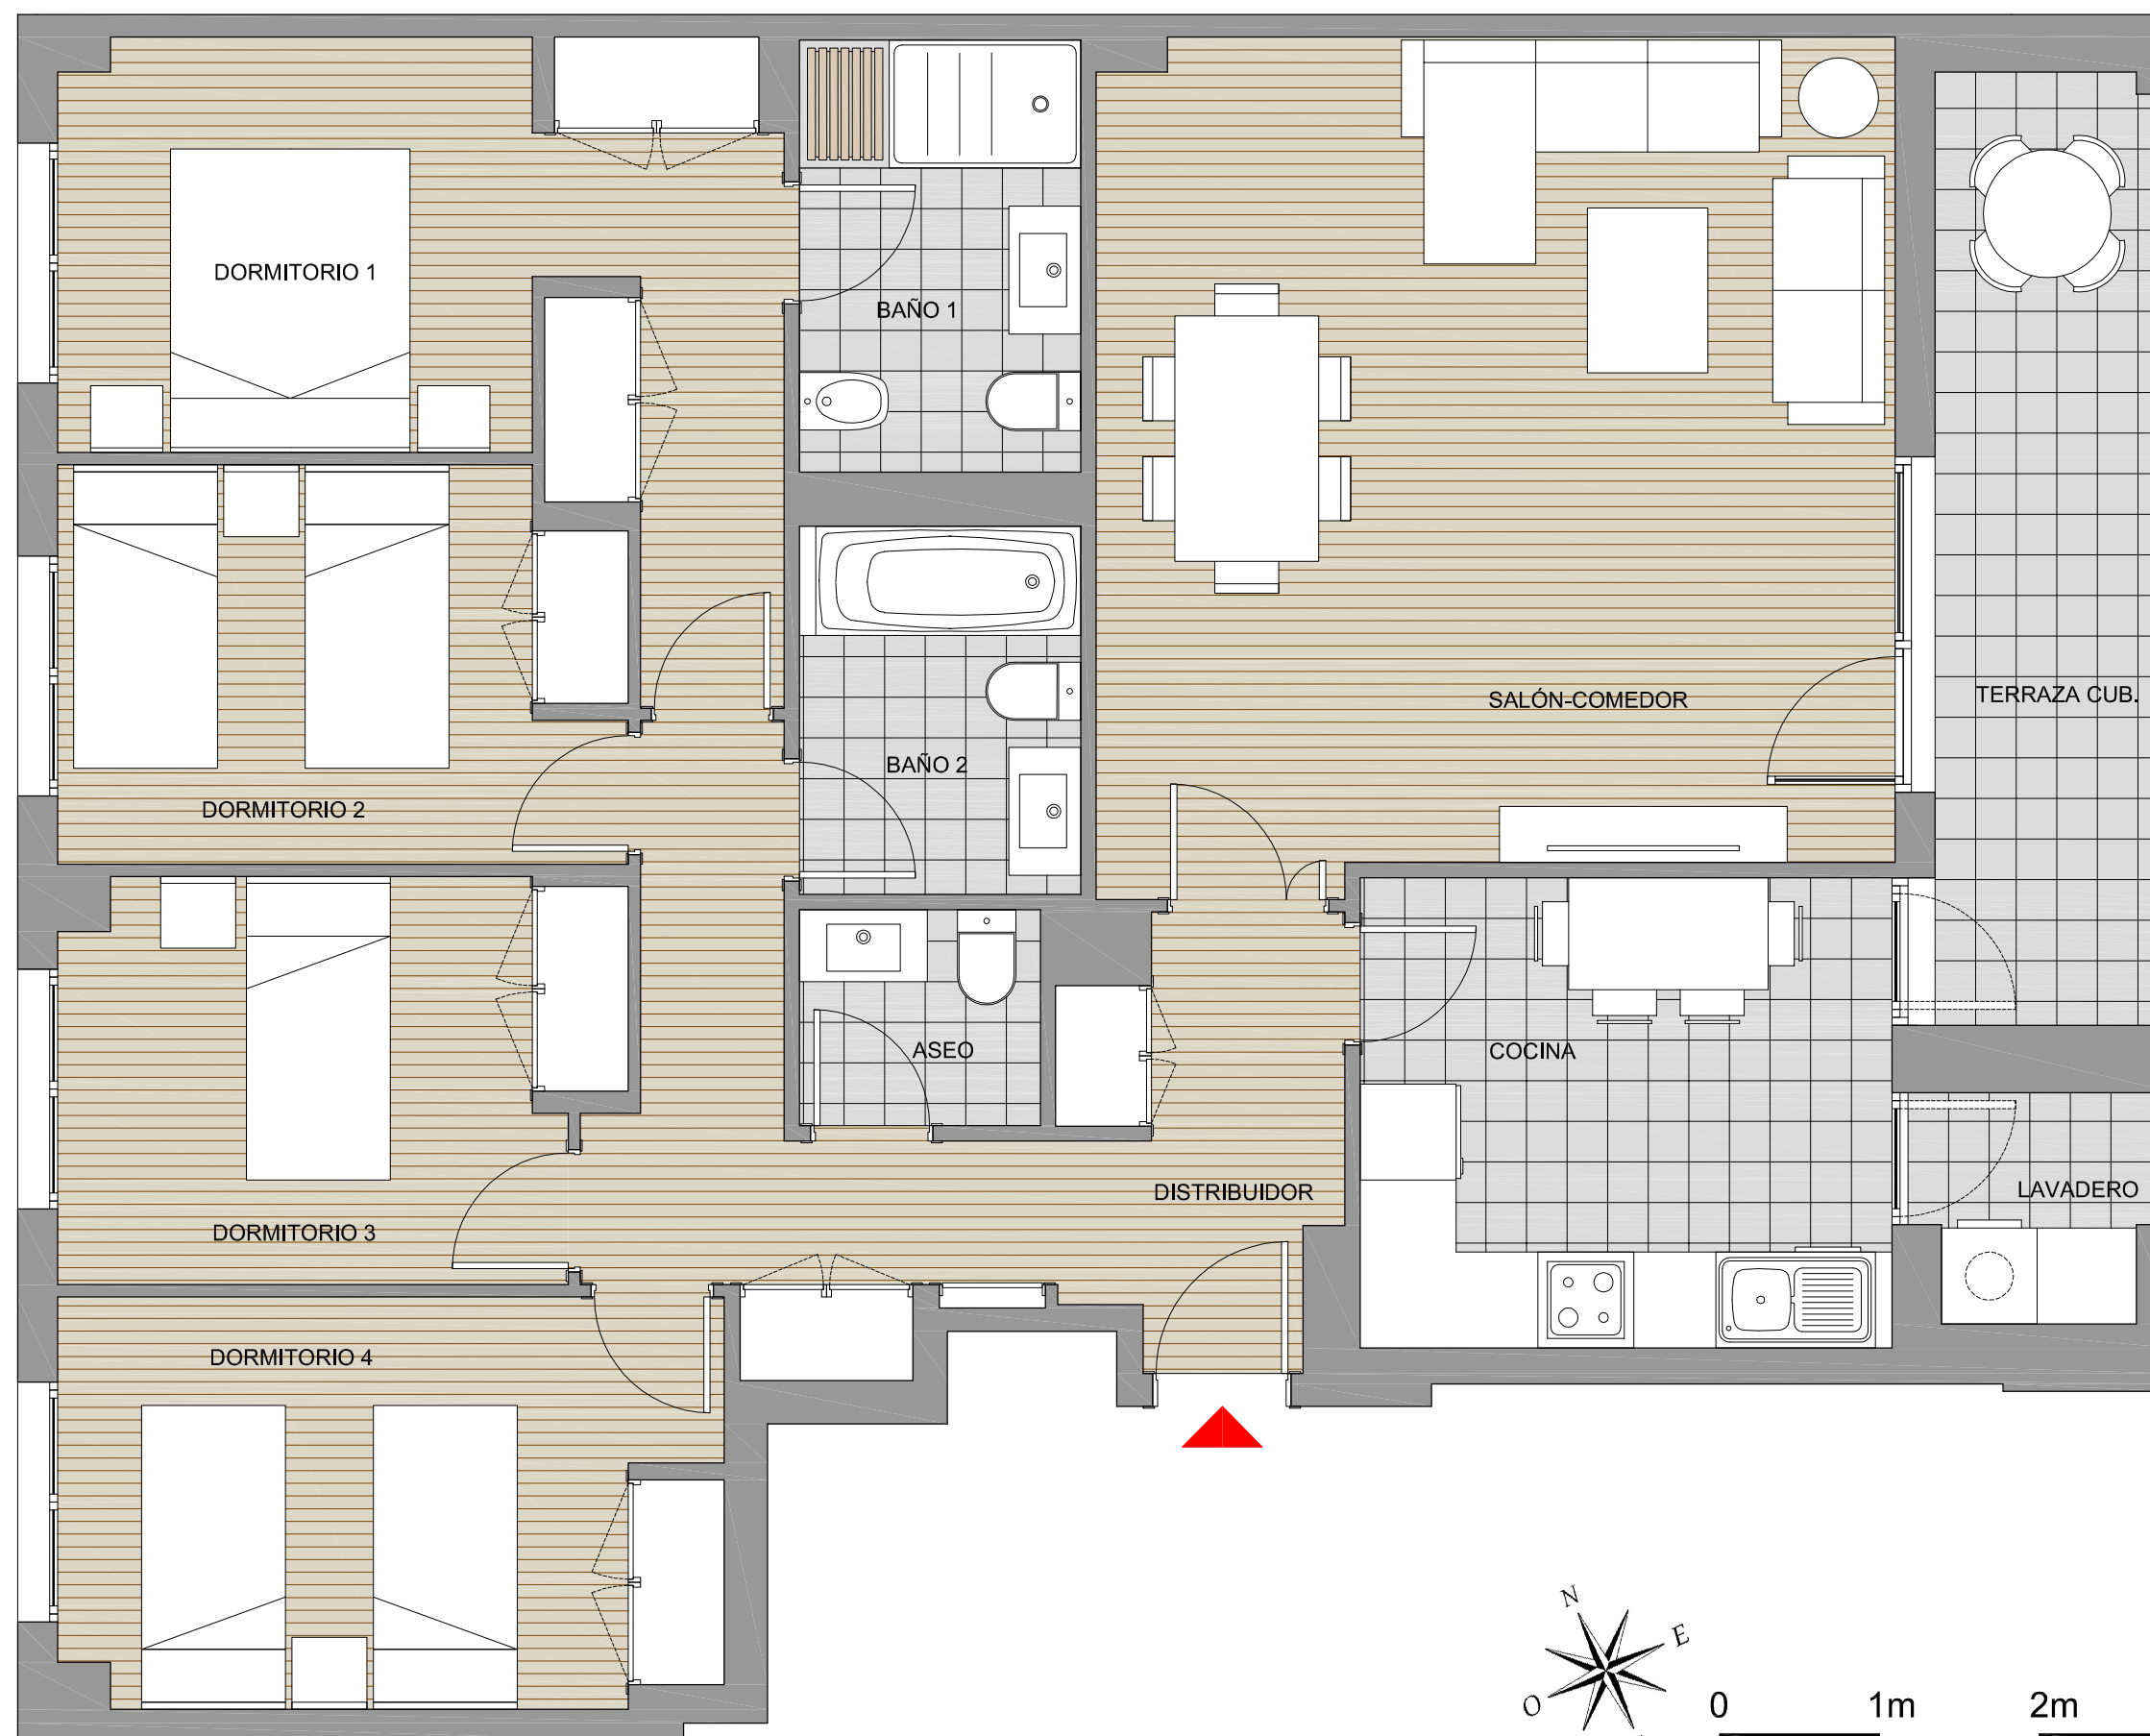 DORMITORIO 1
BAÑO 1
SALÓN-COMEDOR
TERRAZA CUB.
BAÑO 2
DORMITORIO 2
ASEO
COCINA
DISTRIBUIDOR
LAVADERO
DORMITORIO 3
DORMITORIO 4
N
E
O
0 1m 2m